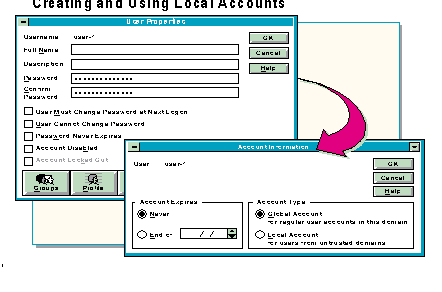 Creating and Using Local Accounts
User Properties
Username: user-*
Full Name
OK
Cancel
Description
Help
Password
**************
Confirm
Password
**************
User Must Change Password at Next Logon
User Cannot Change Password
Password Never Expires
Account Disabled
Account Locked Out
Groups
Profile
Account Information
User
user-*
OK
Cancel
Help
Account Expires
Never
End of
/ /
Account Type
Global Account
for regular user accounts in this domain
Local Account
for users from untrusted domains